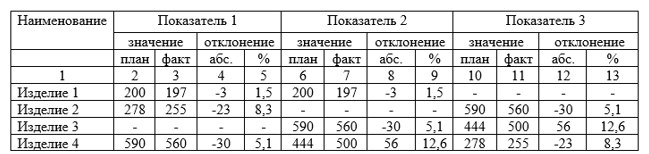 Наименование Показатель 1 Показатель 2 Показатель 3
значение отклонение значение отклонение значение отклонение
план факт абс. % план факт абс. % план факт абс. %
1 2 3 4 5 6 7 8 9 10 11 12 13
Изделие 1 200 197 -3 1,5 200 197 -3 1,5 - - - -
Изделие 2 278 255 -23 8,3 - - - - 590 560 -30 5,1
Изделие 3 - - - - 590 560 -30 5,1 444 500 56 12,6
Изделие 4 590 560 -30 5,1 444 500 56 12,6 278 255 -23 8,3